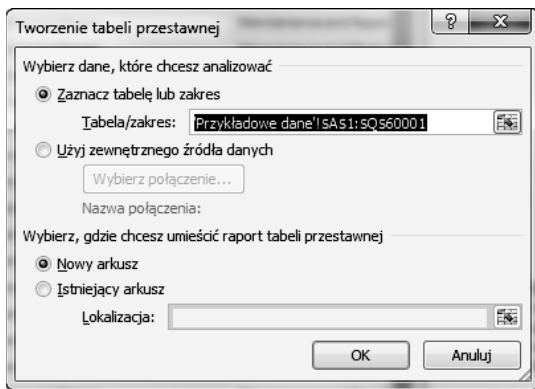 Tworzenie tabeli przestawnej
Wybierz dane, które chcesz analizować
Zaznacz tabelę lub zakres
Tabela/zakres: 'Przykładowe dane'!$A$1:$Q$60001
Użyj zewnętrznego źródła danych
Wybierz połączenie...
Nazwa połączenia:
Wybierz, gdzie chcesz umieścić raport tabeli przestawnej
Nowy arkusz
Istniejący arkusz
Lokalizacja:
OK Anuluj